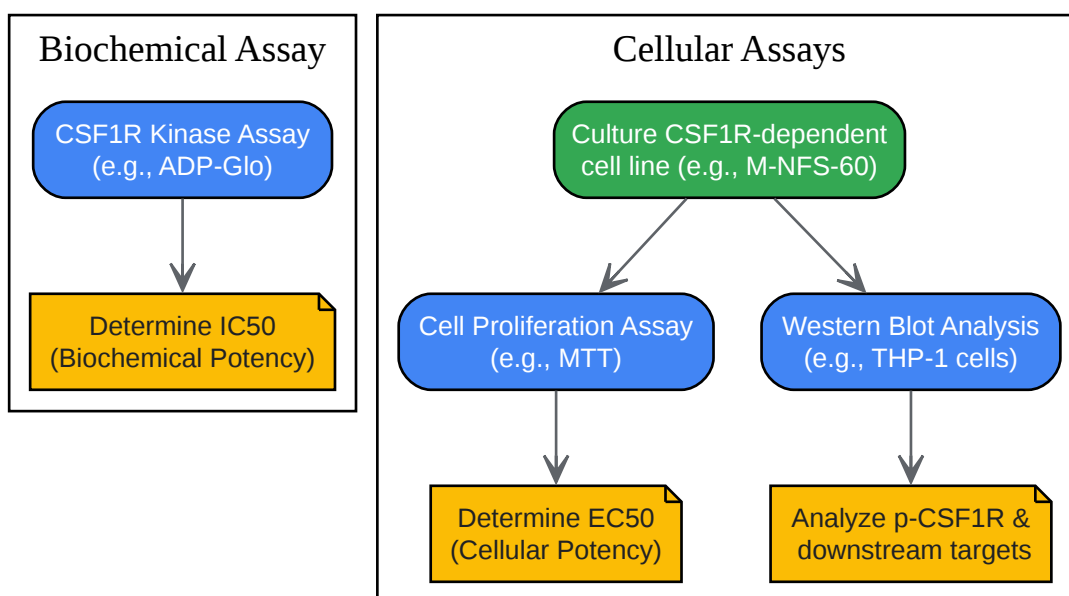 Biochemical Assay
CSF1R Kinase Assay
(e.g., ADP-Glo)
Determine IC50
(Biochemical Potency)
Cellular Assays
Culture CSF1R-dependent
cell line (e.g., M-NFS-60)
Cell Proliferation Assay
(e.g., MTT)
Western Blot Analysis
(e.g., THP-1 cells)
Determine EC50
(Cellular Potency)
Analyze p-CSF1R &
downstream targets